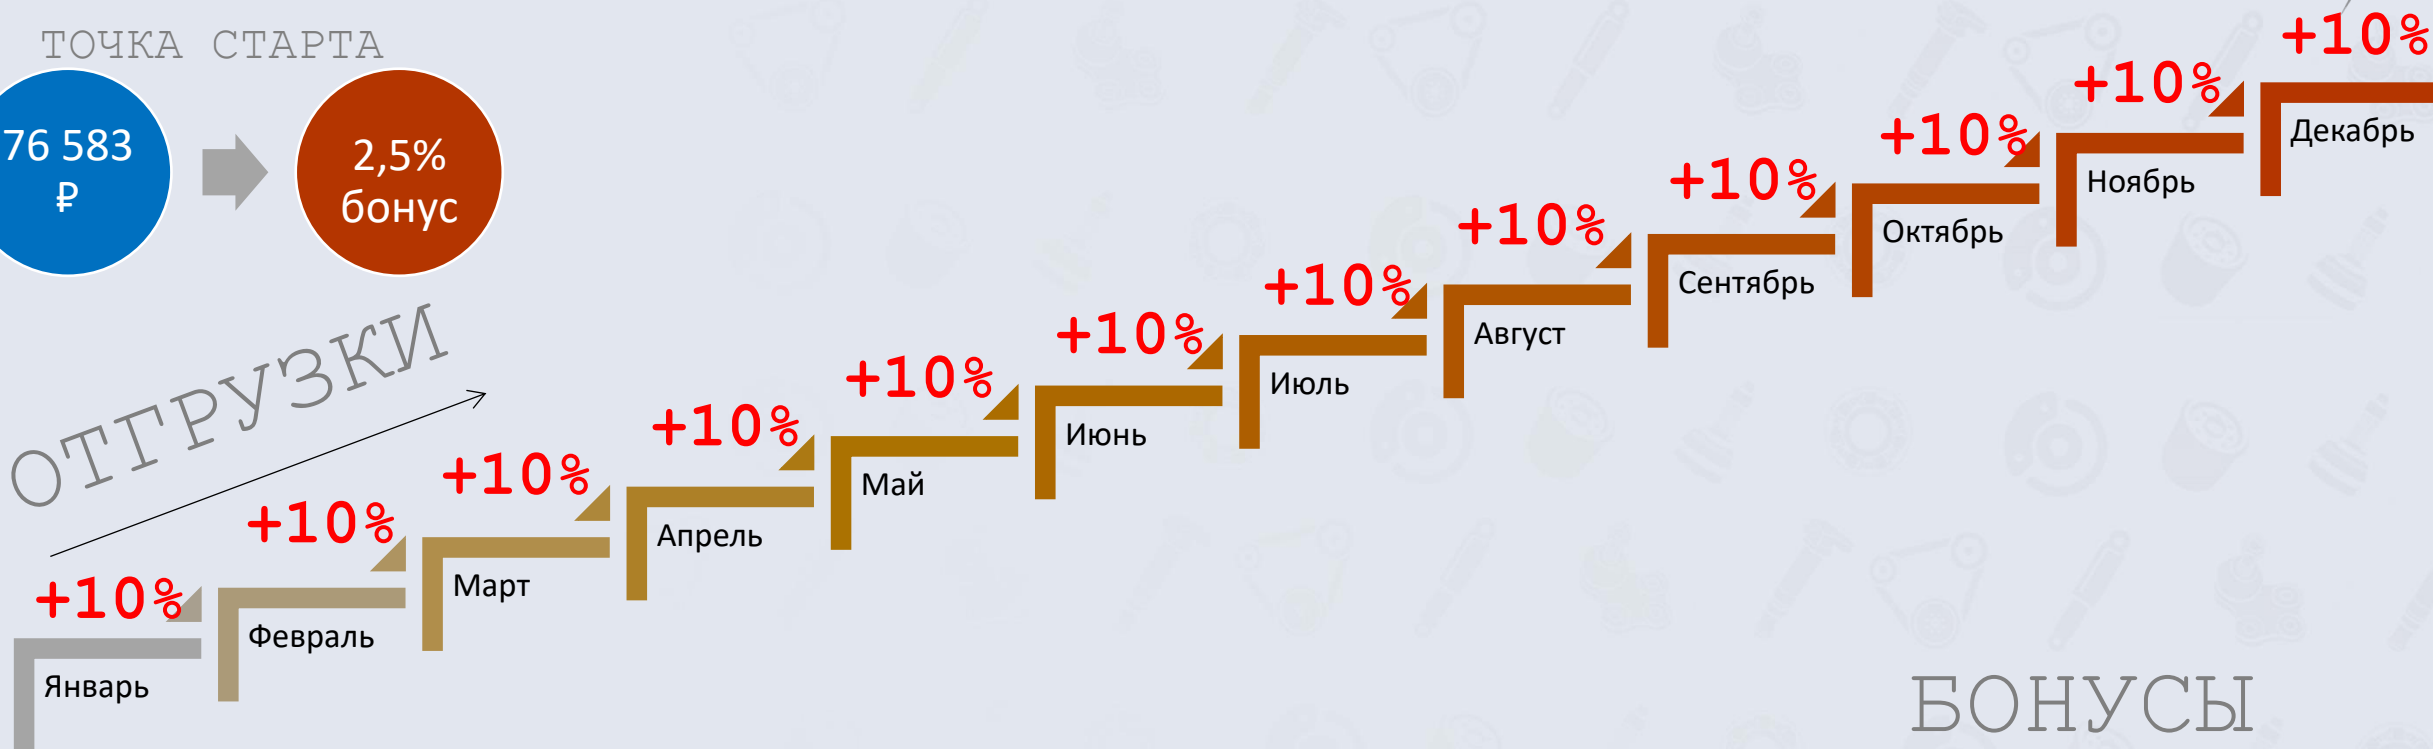 ТОЧКА СТАРТА
76 583
₽
2,5%
бонус
ОТГРУЗКИ
+10%
Январь
+10%
Февраль
+10%
Март
+10%
Апрель
+10%
Май
+10%
Июнь
+10%
Июль
+10%
Август
+10%
Сентябрь
+10%
Октябрь
+10%
Ноябрь
+10%
Декабрь
БОНУСЫ